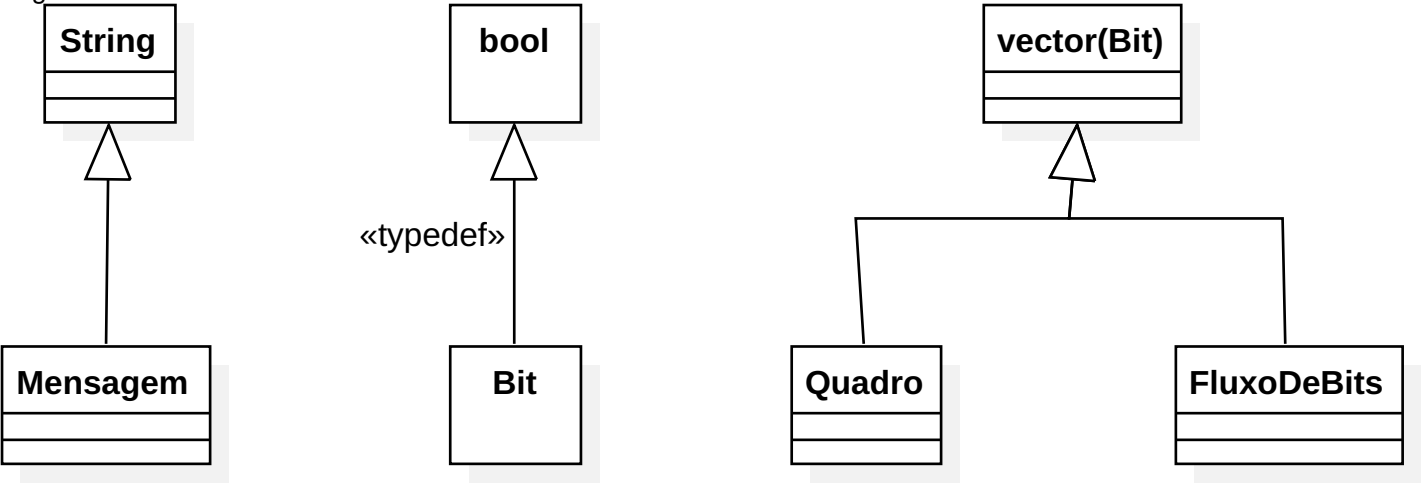 String
bool
vector(Bit)
«typedef»
Mensagem
Bit
Quadro
FluxoDeBits